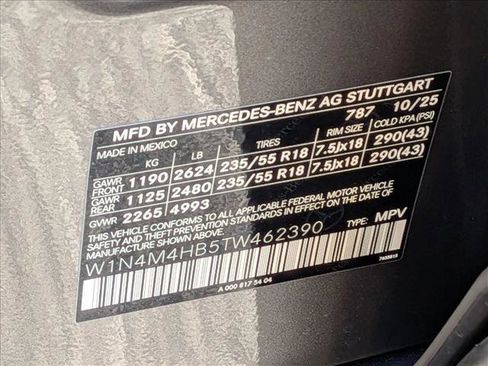 MFD BY MERCEDES-BENZ AG STUTTGART
MADE IN MEXICO 787 10/25
KG LB TIRES RIM SIZE COLD KPA(PSI)
GAWR FRONT 1190 2624 235/55 R18 7.5Jx18 290(43)
GAWR REAR 1125 2480 235/55 R18 7.5Jx18 290(43)
GVWR 2265 4993
THIS VEHICLE CONFORMS TO ALL APPLICABLE FEDERAL MOTOR VEHICLE
SAFETY, BUMPER, AND THEFT PREVENTION STANDARDS IN EFFECT
ON THE DATE OF MANUFACTURE SHOWN ABOVE.
W1N4M4HB5TW462390 TYPE: MPV
A 000 817 54 04